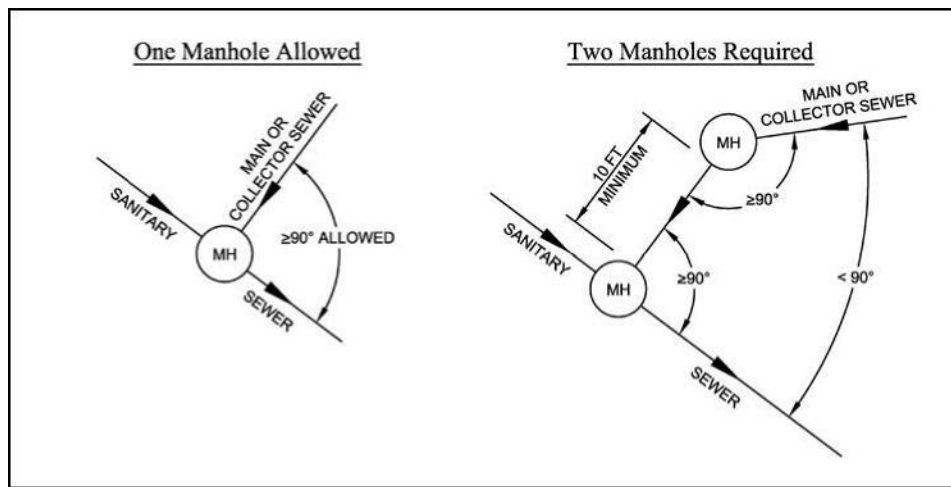 One Manhole Allowed
MAIN OR
COLLECTOR SEWER
SANITARY
MH
≥90° ALLOWED
SEWER
Two Manholes Required
MAIN OR
COLLECTOR SEWER
MH
10 FT
MINIMUM
≥90°
SANITARY
MH
≥90°
< 90°
SEWER